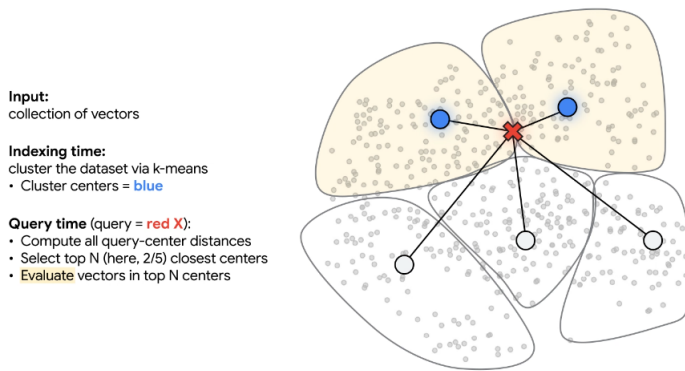 Input:
collection of vectors
Indexing time:
cluster the dataset via k-means
• Cluster centers = blue
Query time (query = red X):
• Compute all query-center distances
• Select top N (here, 2/5) closest centers
• Evaluate vectors in top N centers